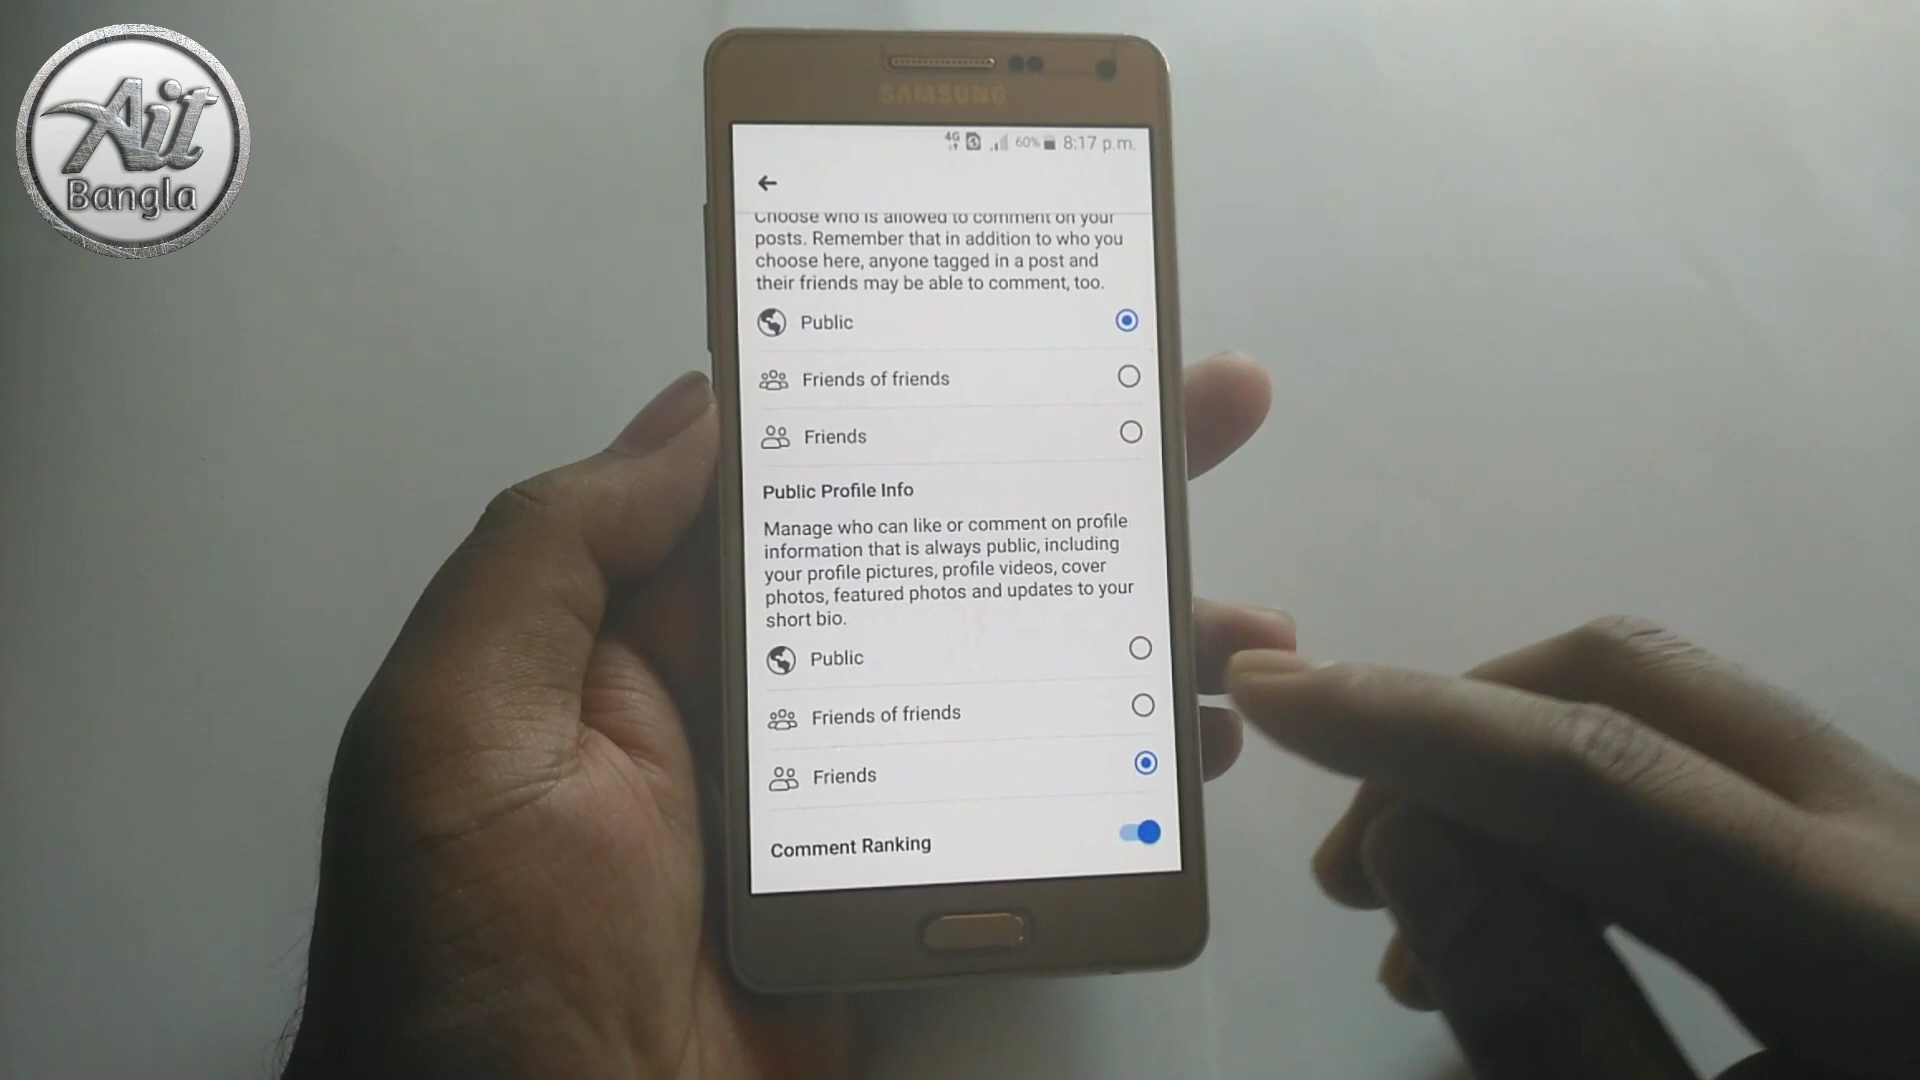 Ait
Bangla
SAMSUNG
4G 60% 8:17 p.m.
Choose who is allowed to comment on your
posts. Remember that in addition to who you
choose here, anyone tagged in a post and
their friends may be able to comment, too.
Public
Friends of friends
Friends
Public Profile Info
Manage who can like or comment on profile
information that is always public, including
your profile pictures, profile videos, cover
photos, featured photos and updates to your
short bio.
Public
Friends of friends
Friends
Comment Ranking